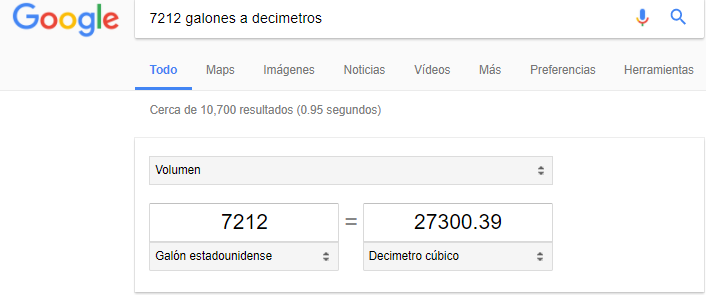 Google
7212 galones a decimetros
Todo Maps Imágenes Noticias Vídeos Más Preferencias Herramientas
Cerca de 10,700 resultados (0.95 segundos)
Volumen
7212 = 27300.39
Galón estadounidense Decimetro cúbico